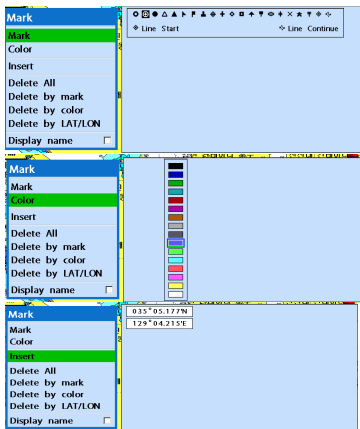 Mark
Mark
Color
Insert
Delete All
Delete by mark
Delete by color
Delete by LAT/LON
Display name
Line Start
Line Continue
Mark
Mark
Color
Insert
Delete All
Delete by mark
Delete by color
Delete by LAT/LON
Display name
Mark
Mark
Color
Insert
Delete All
Delete by mark
Delete by color
Delete by LAT/LON
Display name
035°05.177'N
129°04.215'E